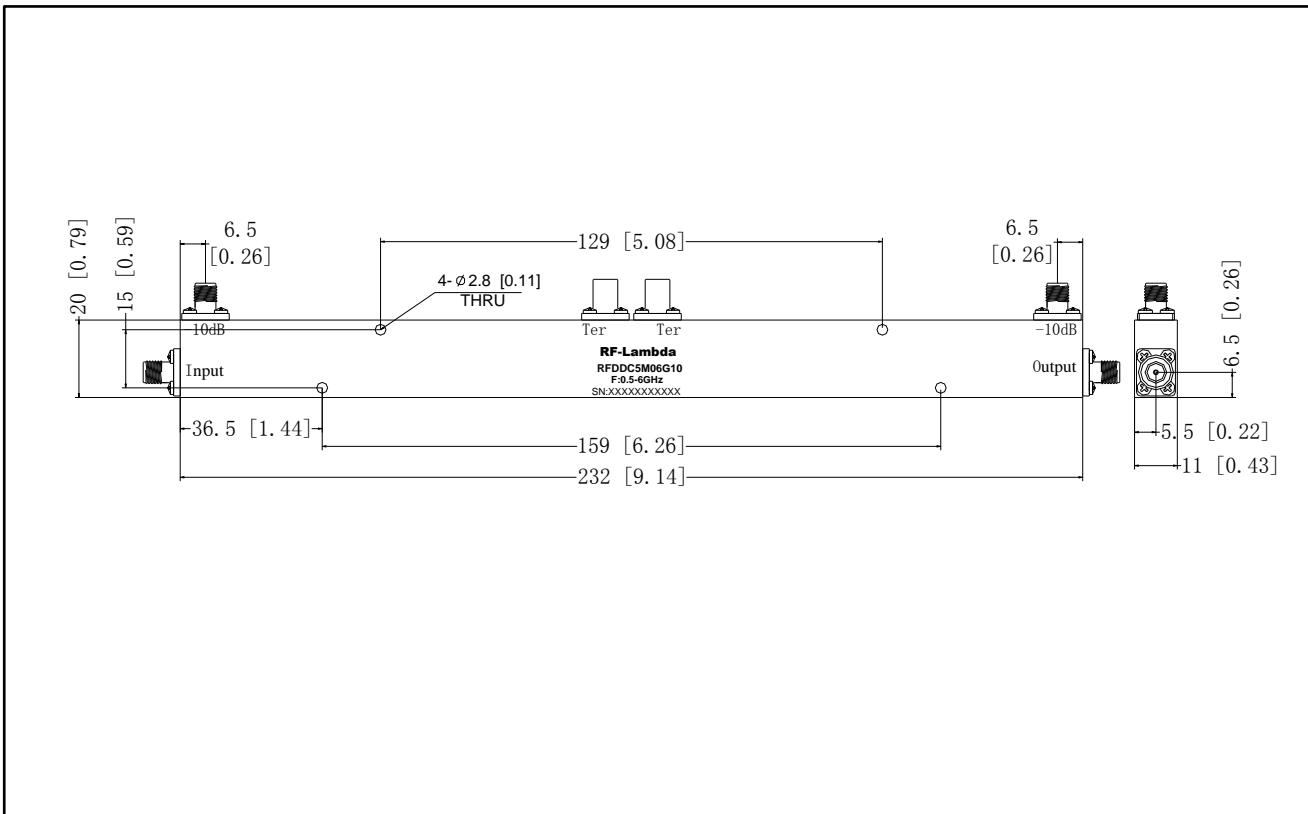 6.5
[0.26]
129 [5.08]
6.5
[0.26]
20 [0.79]
15 [0.59]
4-Ø2.8 [0.11]
THRU
6.5 [0.26]
-10dB
Ter
Ter
-10dB
RF-Lambda
RFDDC5M06G10
F:0.5-6GHz
SN:XXXXXXXXXXX
Input
Output
36.5 [1.44]
159 [6.26]
232 [9.14]
5.5 [0.22]
11 [0.43]